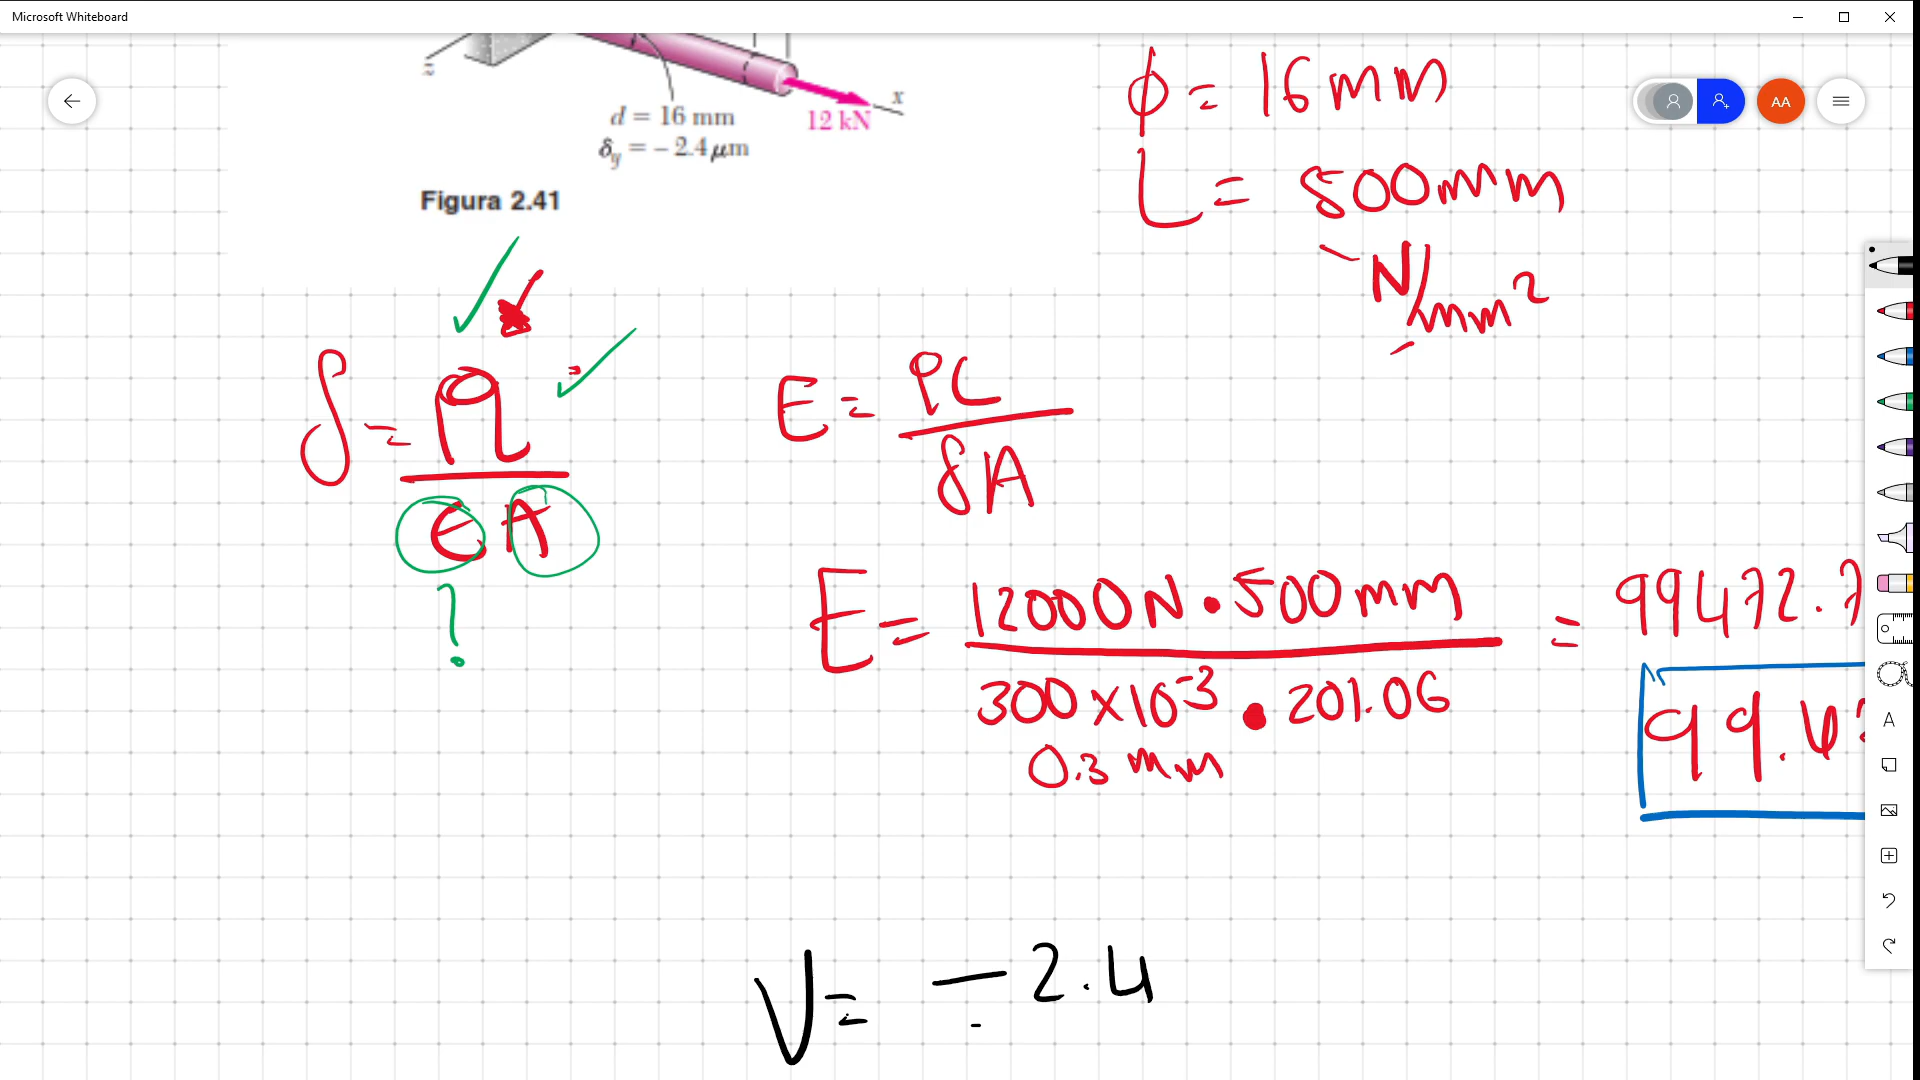 Microsoft Whiteboard
z
x
d = 16 mm
12 kN
δy = − 2.4 μm
Figura 2.41
AA
A
ϕ = 16 mm
L = 500 mm
N/mm²
δ = PL / EA
?
E = PL / δA
E = 12000 N • 500 mm / 300 × 10⁻³ • 201.06 = 99472.7
0.3 mm
99.4
V = − 2.4